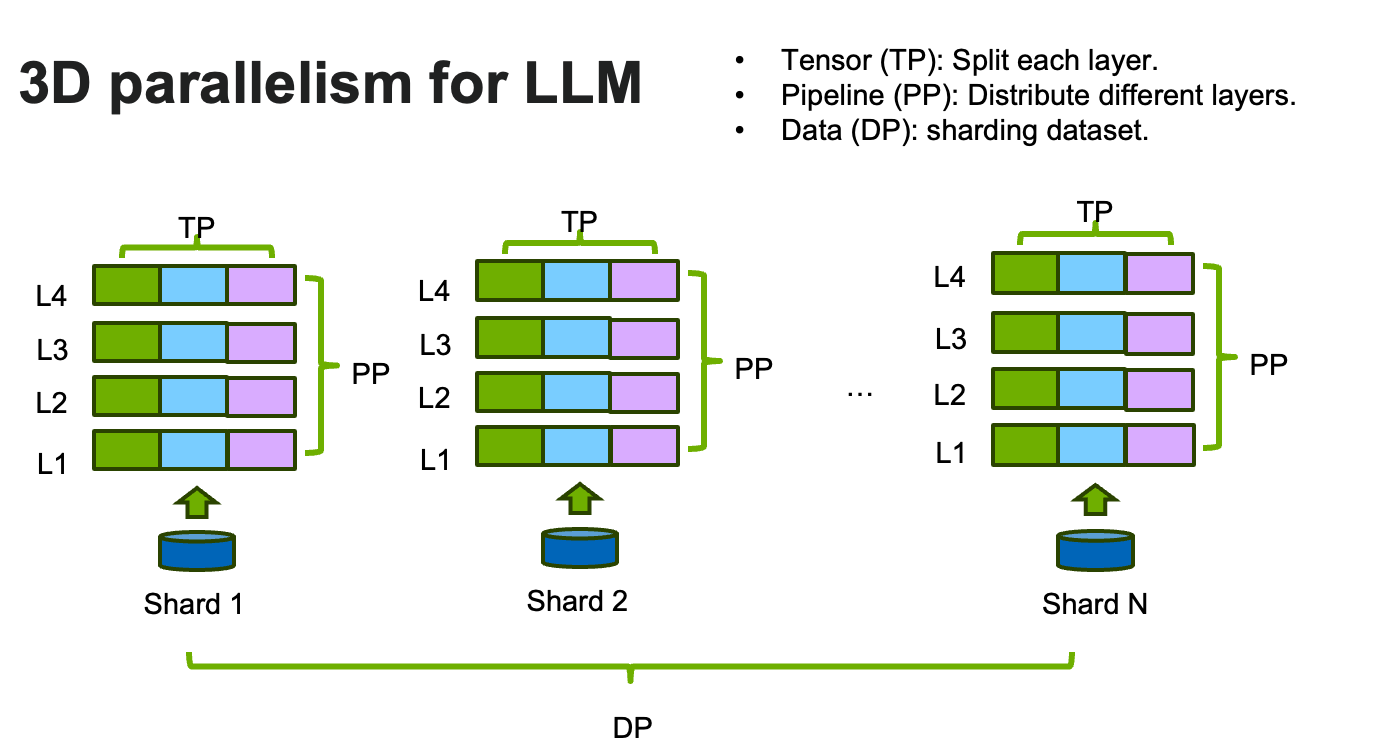 3D parallelism for LLM
• Tensor (TP): Split each layer.
• Pipeline (PP): Distribute different layers.
• Data (DP): sharding dataset.
TP
L4
L3
L2
L1
PP
Shard 1
TP
L4
L3
L2
L1
PP
Shard 2
...
TP
L4
L3
L2
L1
PP
Shard N
DP